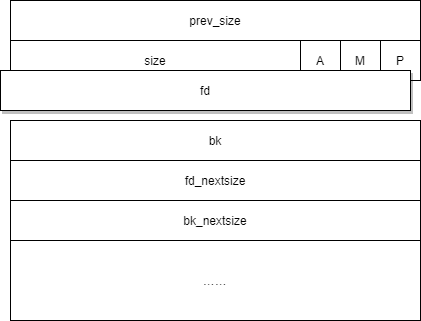 prev_size
size A M P
fd
bk
fd_nextsize
bk_nextsize
……